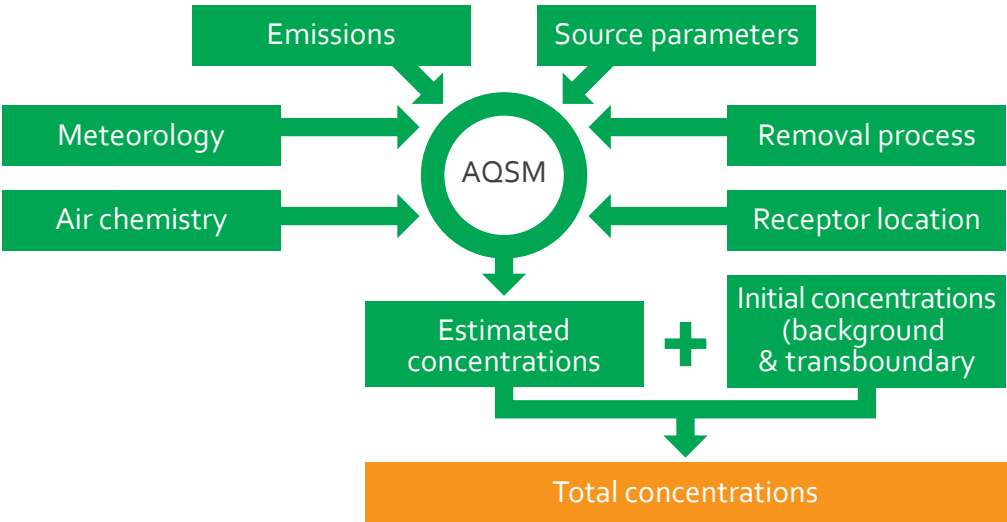 Emissions
Source parameters
Meteorology
Removal process
AQSM
Air chemistry
Receptor location
Estimated
concentrations
Initial concentrations
(background
& transboundary
Total concentrations